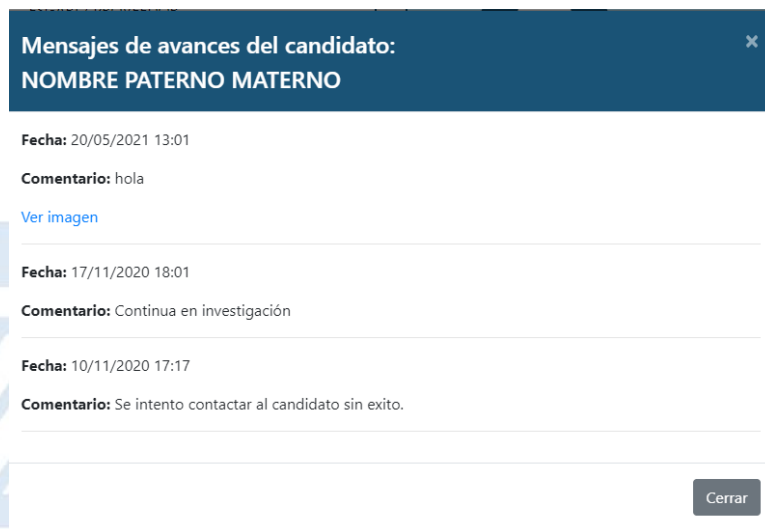 Mensajes de avances del candidato:
NOMBRE PATERNO MATERNO
×
Fecha: 20/05/2021 13:01
Comentario: hola
Ver imagen
Fecha: 17/11/2020 18:01
Comentario: Continua en investigación
Fecha: 10/11/2020 17:17
Comentario: Se intento contactar al candidato sin exito.
Cerrar